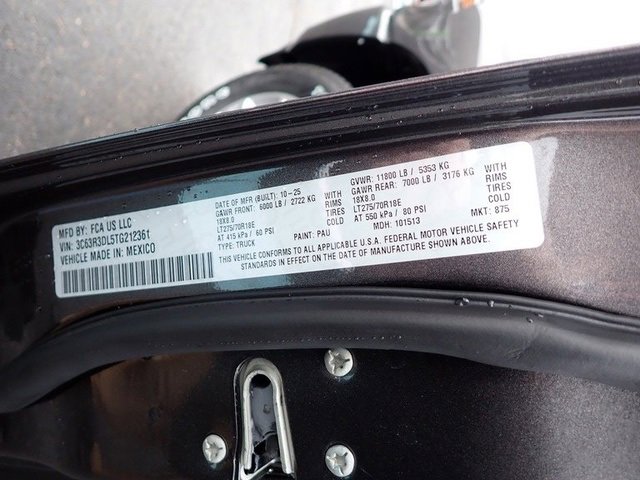 MFD BY: FCA US LLC
VIN: 3C63R3DL5TG212361
VEHICLE MADE IN: MEXICO
DATE OF MFR (BUILT): 10-25
GAWR FRONT: 6000 LB / 2722 KG WITH
18X8.0 RIMS
LT275/70R18E TIRES
AT 415 kPa / 60 PSI COLD
TYPE: TRUCK PAINT: PAU
GVWR: 11800 LB / 5353 KG
GAWR REAR: 7000 LB / 3176 KG WITH
18X8.0 RIMS
LT275/70R18E TIRES
AT 550 kPa / 80 PSI COLD
MDH: 101513 MKT: 875
THIS VEHICLE CONFORMS TO ALL APPLICABLE U.S.A. FEDERAL MOTOR VEHICLE SAFETY
STANDARDS IN EFFECT ON THE DATE OF MANUFACTURE SHOWN ABOVE.